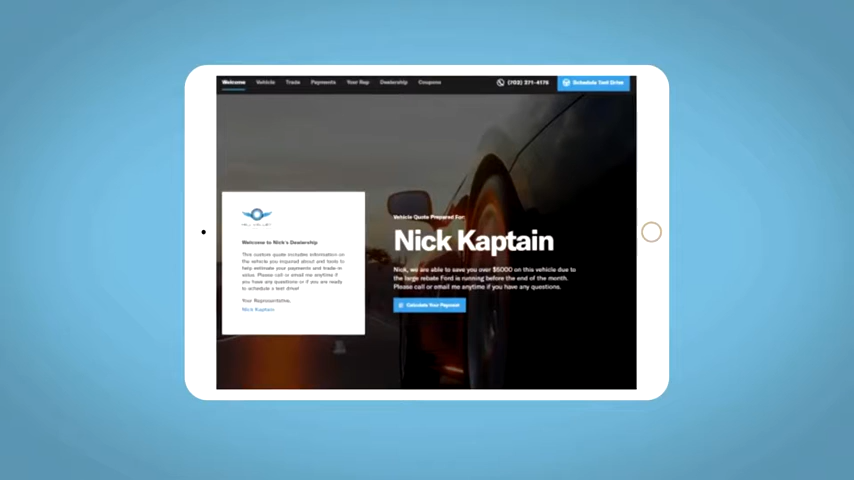 Welcome Vehicle Trade Payments Your Rep Dealership Coupons (702) 271-4176 Schedule Test Drive
Welcome to Nick's Dealership
This custom quote includes information on
the vehicle you inquired about and tools to
help estimate your payments and trade-in
value. Please call or email me anytime if
you have any questions or if you are ready
to schedule a test drive!
Your Representative,
Nick Kaptain
Vehicle Quote Prepared For:
Nick Kaptain
Nick, we are able to save you over $6000 on this vehicle due to
the large rebate Ford is running before the end of the month.
Please call or email me anytime if you have any questions.
Calculate Your Payment